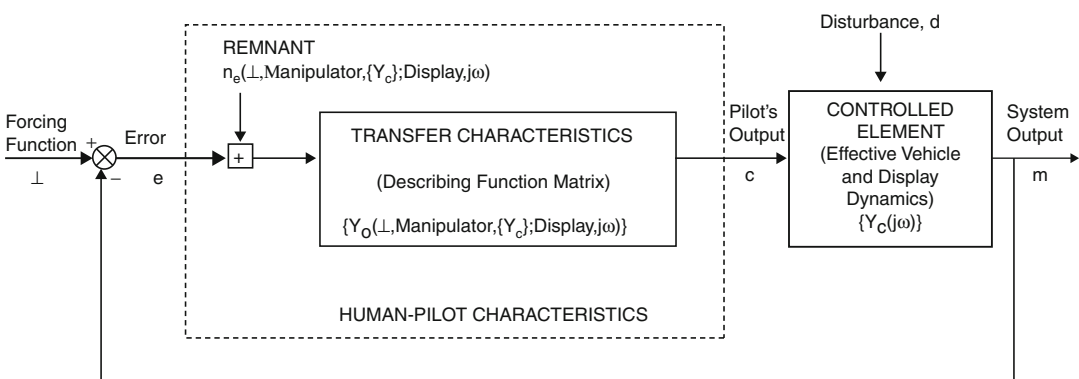 Disturbance, d
REMNANT
nₑ(⊥,Manipulator,{Y꜀};Display,jω)
Forcing
Function
+
⊥
−
Error
e
+
TRANSFER CHARACTERISTICS
(Describing Function Matrix)
{Yₒ(⊥,Manipulator,{Y꜀};Display,jω)}
HUMAN-PILOT CHARACTERISTICS
Pilot's
Output
c
CONTROLLED
ELEMENT
(Effective Vehicle
and Display
Dynamics)
{Y꜀(jω)}
System
Output
m